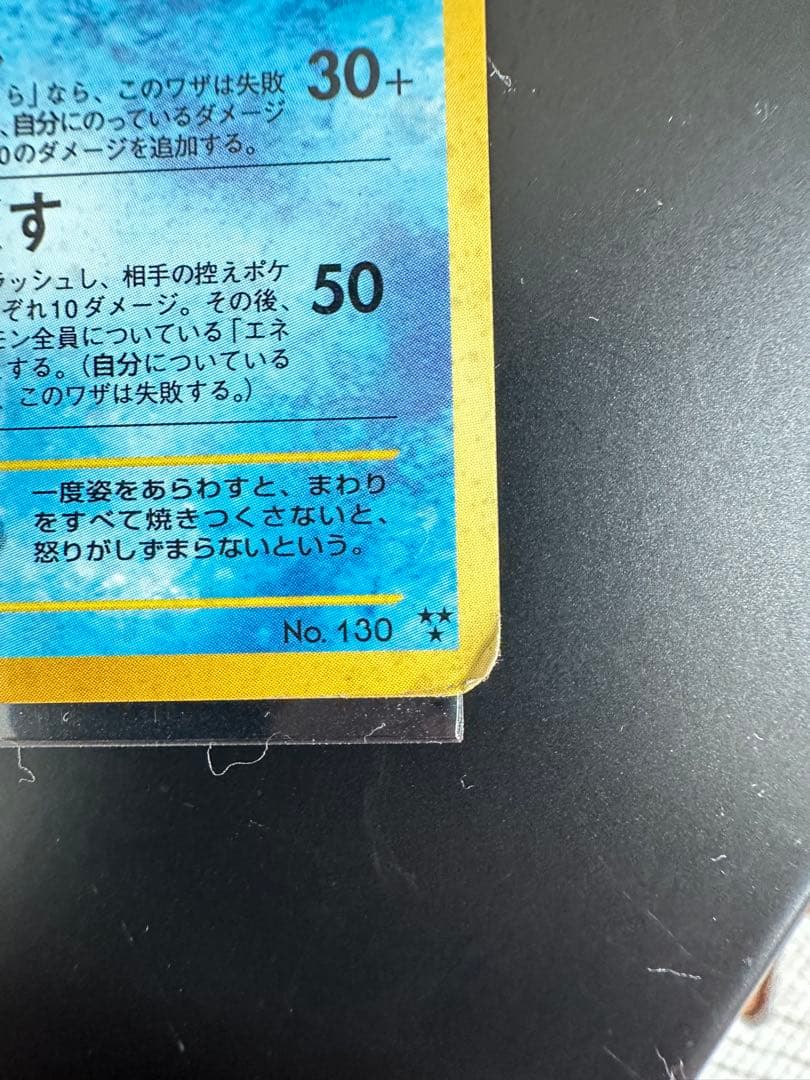 ら」なら、このワザは失敗
、自分にのっているダメージ
0のダメージを追加する。
30+
す
ラッシュし、相手の控えポケ
ぞれ10ダメージ。その後、
モン全員についている「エネ
する。（自分についている
、このワザは失敗する。）
50
一度姿をあらわすと、まわり
をすべて焼きつくさないと、
怒りがしずまらないという。
No. 130 ★★★